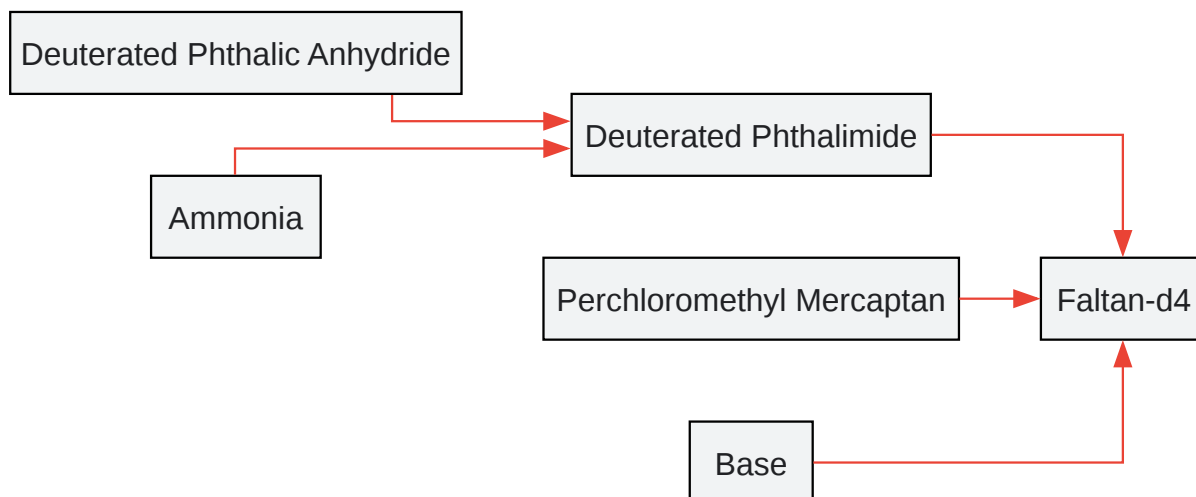 Deuterated Phthalic Anhydride
Deuterated Phthalimide
Ammonia
Perchloromethyl Mercaptan
Faltan-d4
Base